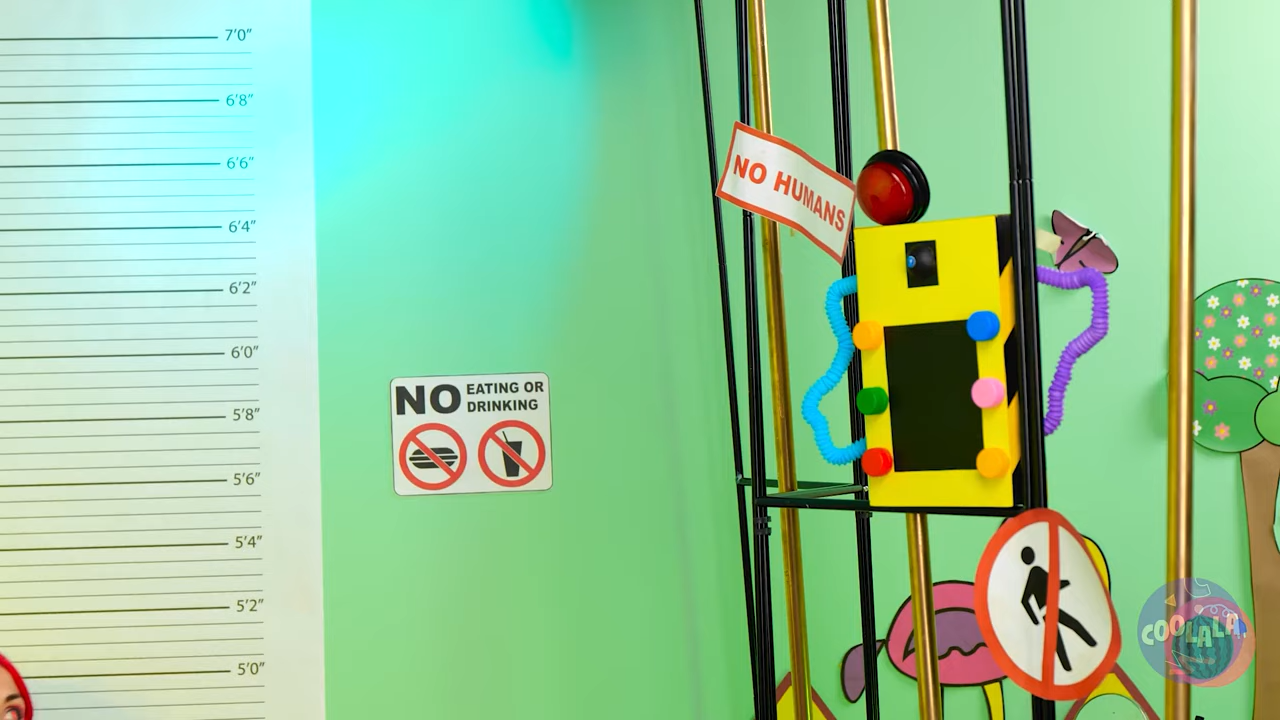 7'0"
6'8"
6'6"
6'4"
6'2"
6'0"
5'8"
5'6"
5'4"
5'2"
5'0"
NO EATING OR
DRINKING
NO HUMANS
COOLALA